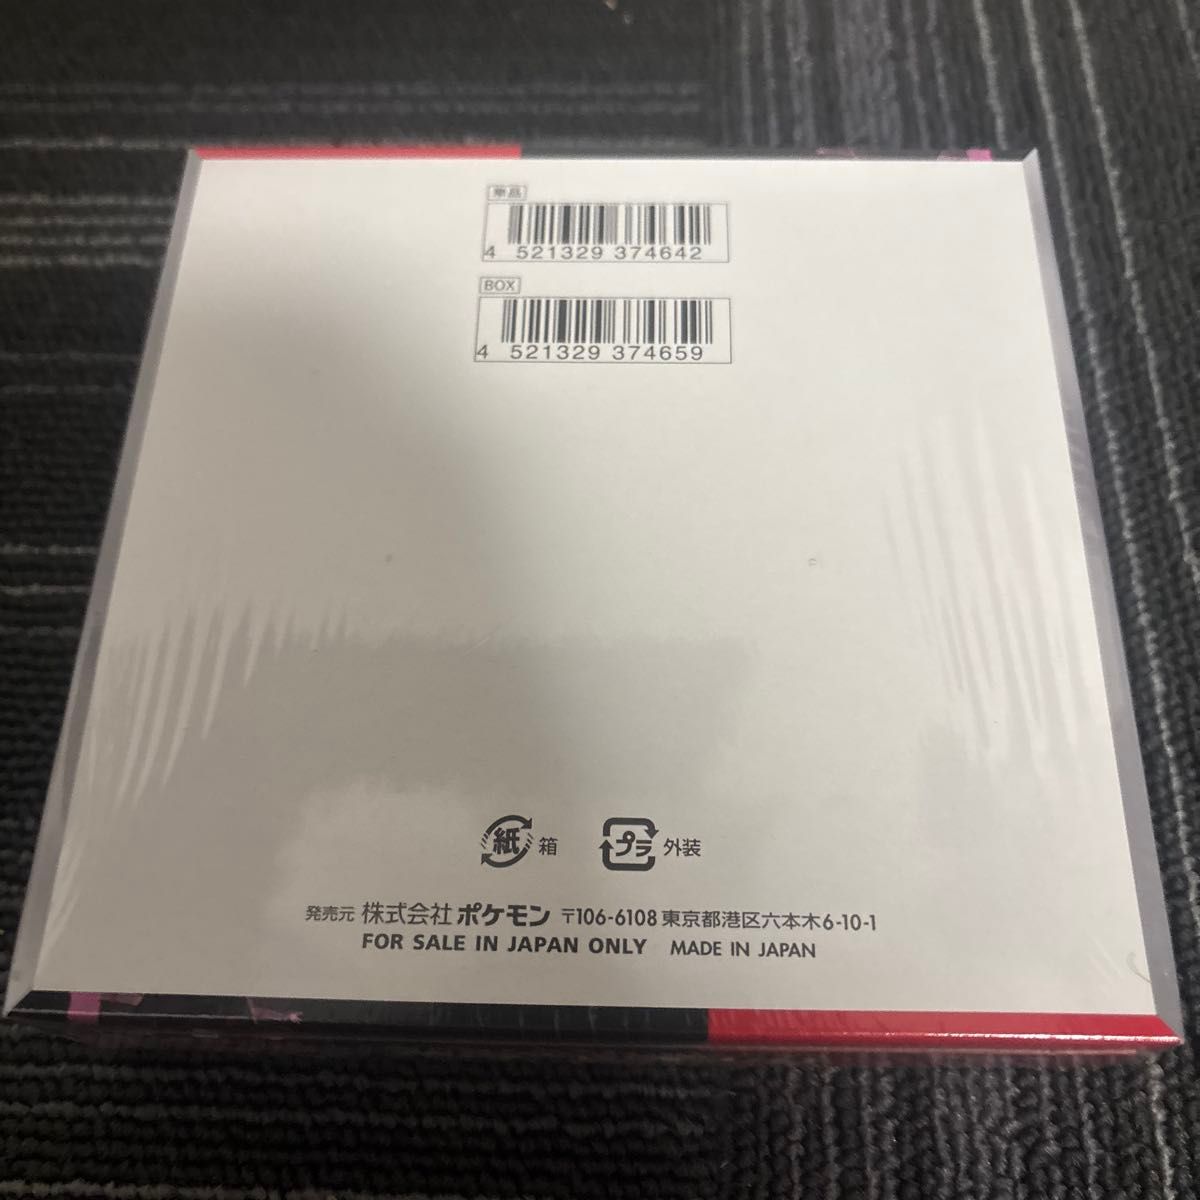 単品
4 521329 374642
BOX
4 521329 374659
紙 箱 プラ 外装
発売元 株式会社 ポケモン 〒106-6108 東京都港区六本木6-10-1
FOR SALE IN JAPAN ONLY MADE IN JAPAN